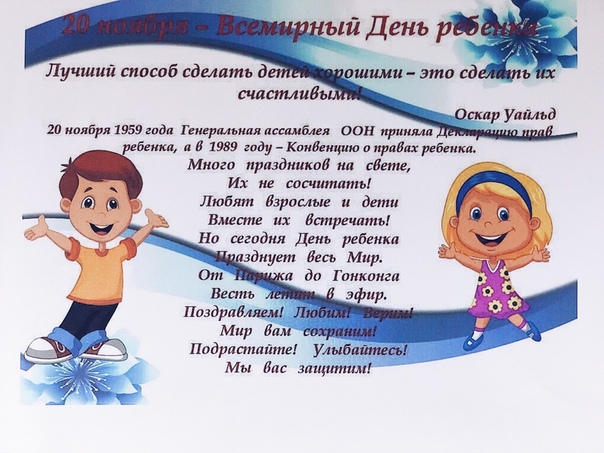 20 ноября – Всемирный День ребенка
Лучший способ сделать детей хорошими – это сделать их
счастливыми!
Оскар Уайльд
20 ноября 1959 года Генеральная ассамблея ООН приняла Декларацию прав
ребенка, а в 1989 году – Конвенцию о правах ребенка.
Много праздников на свете,
Их не сосчитать!
Любят взрослые и дети
Вместе их встречать!
Но сегодня День ребенка
Празднует весь Мир.
От Парижа до Гонконга
Весть летит в эфир.
Поздравляем! Любим! Верим!
Мир вам сохраним!
Подрастайте! Улыбайтесь!
Мы вас защитим!